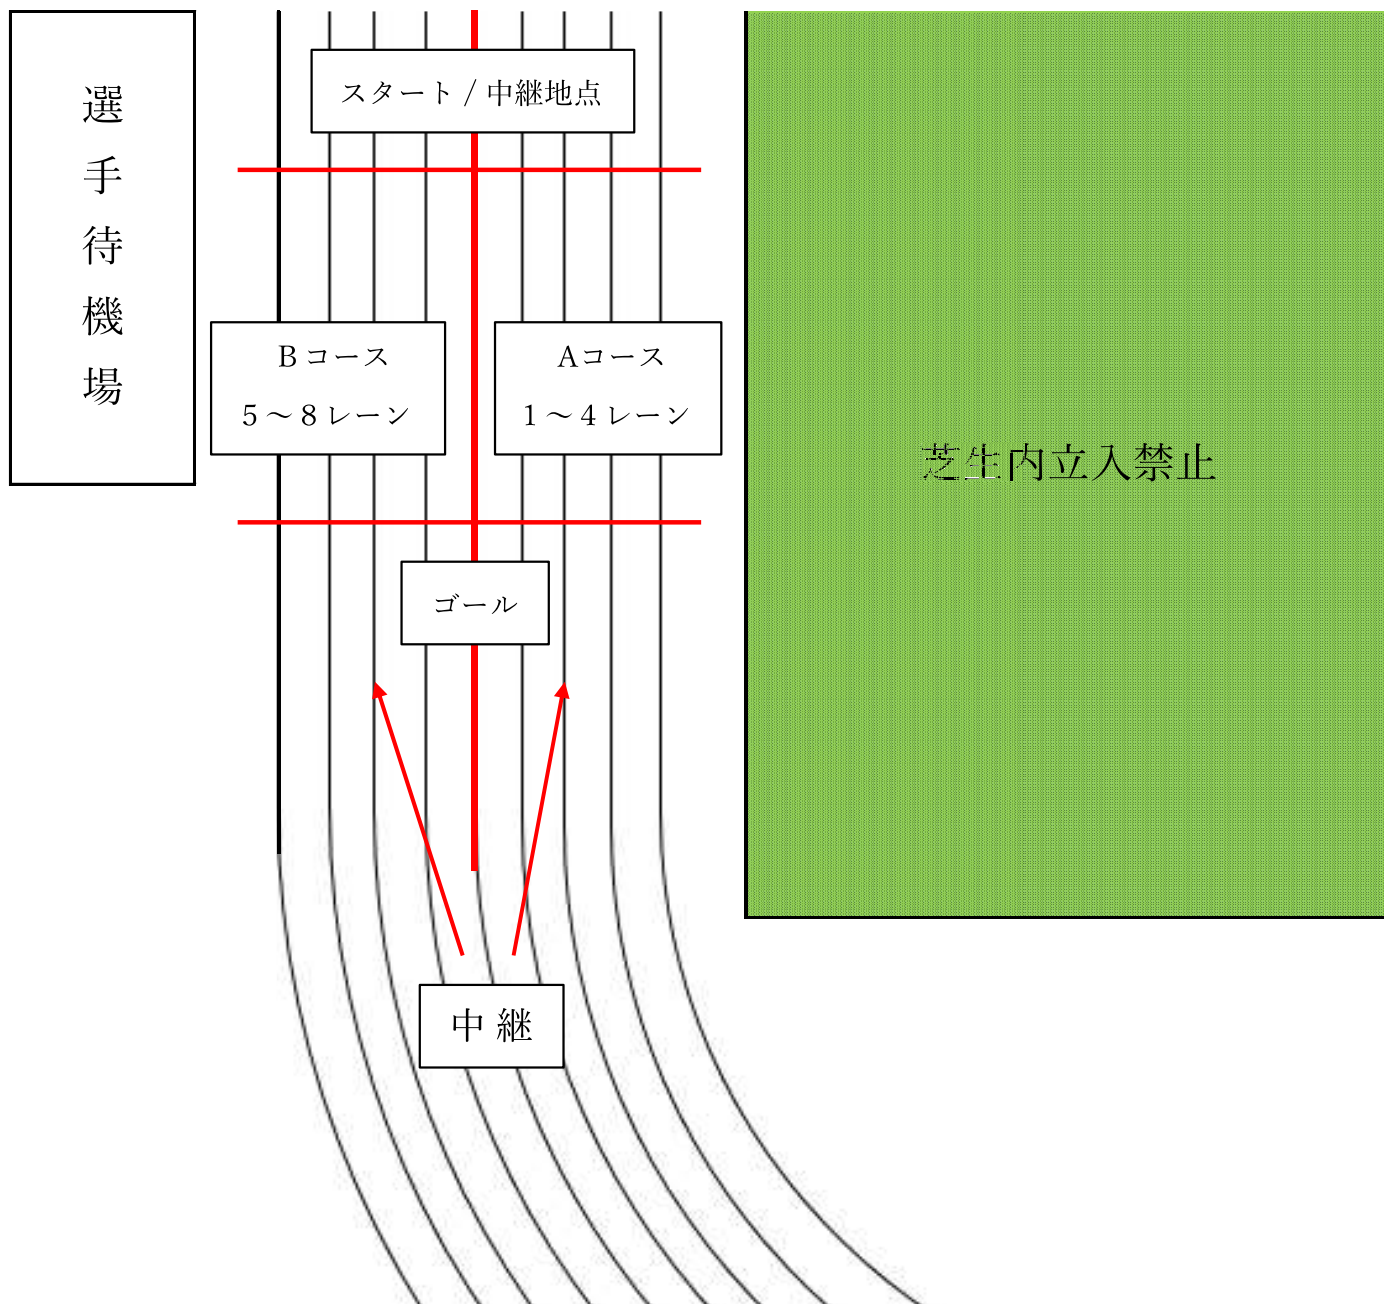 選手待機場
スタート / 中継地点
Bコース
5～8レーン
Aコース
1～4レーン
芝生内立入禁止
ゴール
中継